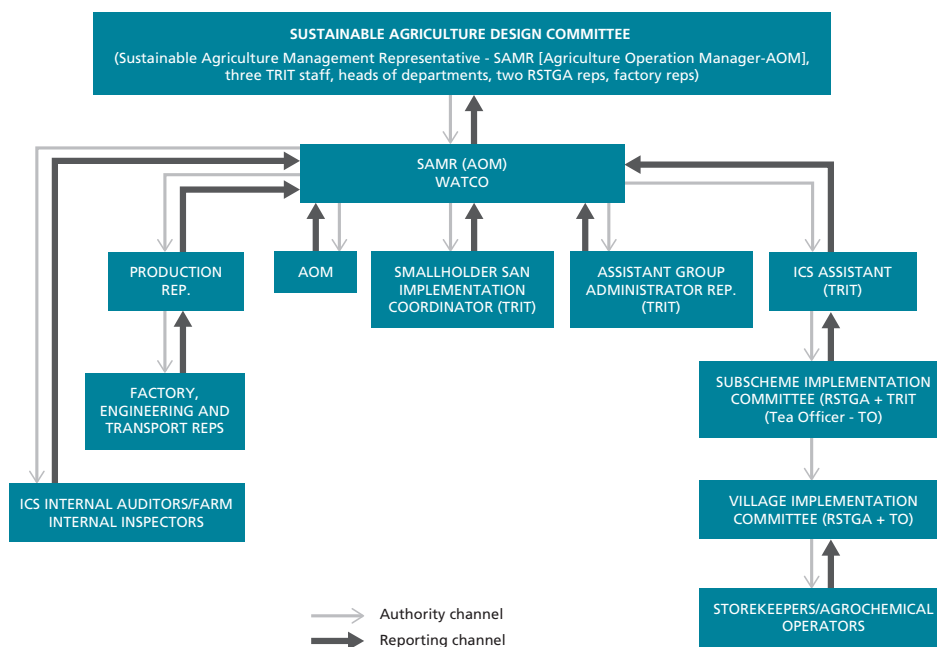 SUSTAINABLE AGRICULTURE DESIGN COMMITTEE
(Sustainable Agriculture Management Representative - SAMR [Agriculture Operation Manager-AOM],
three TRIT staff, heads of departments, two RSTGA reps, factory reps)
SAMR (AOM)
WATCO
PRODUCTION
REP.
AOM
SMALLHOLDER SAN
IMPLEMENTATION
COORDINATOR (TRIT)
ASSISTANT GROUP
ADMINISTRATOR REP.
(TRIT)
ICS ASSISTANT
(TRIT)
FACTORY,
ENGINEERING AND
TRANSPORT REPS
SUBSCHEME IMPLEMENTATION
COMMITTEE (RSTGA + TRIT
(Tea Officer - TO)
ICS INTERNAL AUDITORS/FARM
INTERNAL INSPECTORS
VILLAGE IMPLEMENTATION
COMMITTEE (RSTGA + TO)
STOREKEEPERS/AGROCHEMICAL
OPERATORS
Authority channel
Reporting channel